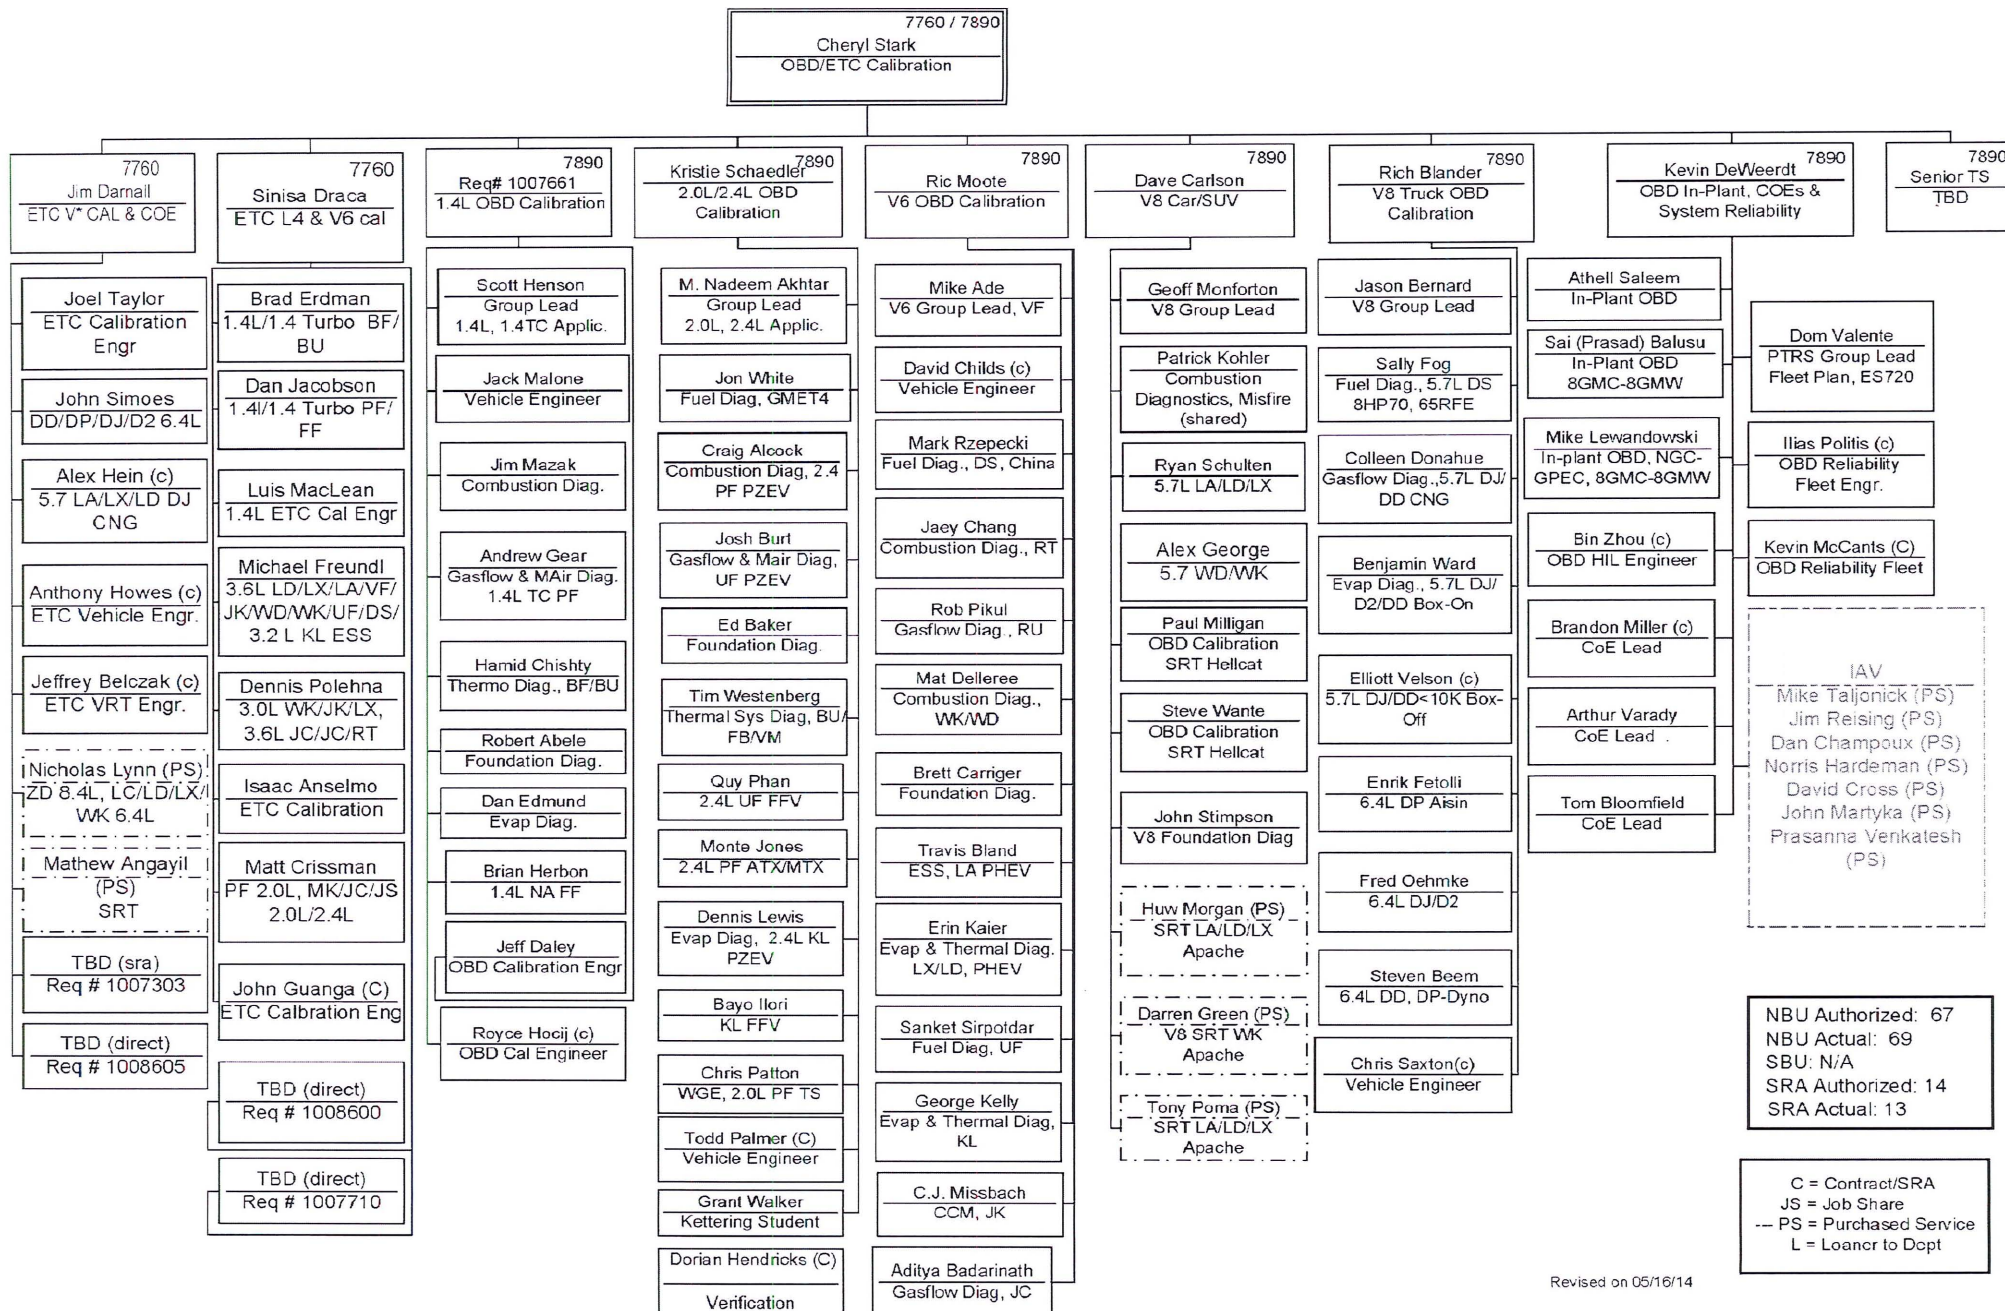 7760 / 7890
Cheryl Stark
OBD/ETC Calibration
7760
Jim Darnall
ETC V* CAL & COE
7760
Sinisa Draca
ETC L4 & V6 cal
7890
Req# 1007661
1.4L OBD Calibration
7890
Kristie Schaedler
2.0L/2.4L OBD
Calibration
7890
Ric Moote
V6 OBD Calibration
7890
Dave Carlson
V8 Car/SUV
7890
Rich Blander
V8 Truck OBD
Calibration
7890
Kevin DeWeerdt
OBD In-Plant, COEs &
System Reliability
7890
Senior TS
TBD
Joel Taylor
ETC Calibration
Engr
John Simoes
DD/DP/DJ/D2 6.4L
Alex Hein (c)
5.7 LA/LX/LD DJ
CNG
Anthony Howes (c)
ETC Vehicle Engr.
Jeffrey Belczak (c)
ETC VRT Engr.
Nicholas Lynn (PS)
ZD 8.4L, LC/LD/LX/
WK 6.4L
Mathew Angayil
(PS)
SRT
TBD (sra)
Req # 1007303
TBD (direct)
Req # 1008605
Brad Erdman
1.4L/1.4 Turbo BF/
BU
Dan Jacobson
1.4l/1.4 Turbo PF/
FF
Luis MacLean
1.4L ETC Cal Engr
Michael Freundl
3.6L LD/LX/LA/VF/
JK/WD/WK/UF/DS/
3.2 L KL ESS
Dennis Polehna
3.0L WK/JK/LX,
3.6L JC/JC/RT
Isaac Anselmo
ETC Calibration
Matt Crissman
PF 2.0L, MK/JC/JS
2.0L/2.4L
John Guanga (C)
ETC Calbration Eng
TBD (direct)
Req # 1008600
TBD (direct)
Req # 1007710
Scott Henson
Group Lead
1.4L, 1.4TC Applic.
Jack Malone
Vehicle Engineer
Jim Mazak
Combustion Diag.
Andrew Gear
Gasflow & MAir Diag.
1.4L TC PF
Hamid Chishty
Thermo Diag., BF/BU
Robert Abele
Foundation Diag.
Dan Edmund
Evap Diag.
Brian Herbon
1.4L NA FF
Jeff Daley
OBD Calibration Engr
Royce Hocij (c)
OBD Cal Engineer
M. Nadeem Akhtar
Group Lead
2.0L, 2.4L Applic.
Jon White
Fuel Diag, GMET4
Craig Alcock
Combustion Diag, 2.4
PF PZEV
Josh Burt
Gasflow & Mair Diag,
UF PZEV
Ed Baker
Foundation Diag.
Tim Westenberg
Thermal Sys Diag, BU/
FB/VM
Quy Phan
2.4L UF FFV
Monte Jones
2.4L PF ATX/MTX
Dennis Lewis
Evap Diag, 2.4L KL
PZEV
Bayo Ilori
KL FFV
Chris Patton
WGE, 2.0L PF TS
Todd Palmer (C)
Vehicle Engineer
Grant Walker
Kettering Student
Dorian Hendricks (C)
Verification
Mike Ade
V6 Group Lead, VF
David Childs (c)
Vehicle Engineer
Mark Rzepecki
Fuel Diag., DS, China
Jaey Chang
Combustion Diag., RT
Rob Pikul
Gasflow Diag., RU
Mat Delleree
Combustion Diag.,
WK/WD
Brett Carriger
Foundation Diag.
Travis Bland
ESS, LA PHEV
Erin Kaier
Evap & Thermal Diag.
LX/LD, PHEV
Sanket Sirpotdar
Fuel Diag, UF
George Kelly
Evap & Thermal Diag,
KL
C.J. Missbach
CCM, JK
Aditya Badarinath
Gasflow Diag, JC
Geoff Monforton
V8 Group Lead
Patrick Kohler
Combustion
Diagnostics, Misfire
(shared)
Ryan Schulten
5.7L LA/LD/LX
Alex George
5.7 WD/WK
Paul Milligan
OBD Calibration
SRT Hellcat
Steve Wante
OBD Calibration
SRT Hellcat
John Stimpson
V8 Foundation Diag
Huw Morgan (PS)
SRT LA/LD/LX
Apache
Darren Green (PS)
V8 SRT WK
Apache
Tony Poma (PS)
SRT LA/LD/LX
Apache
Jason Bernard
V8 Group Lead
Sally Fog
Fuel Diag., 5.7L DS
8HP70, 65RFE
Colleen Donahue
Gasflow Diag.,5.7L DJ/
DD CNG
Benjamin Ward
Evap Diag., 5.7L DJ/
D2/DD Box-On
Elliott Velson (c)
5.7L DJ/DD<10K Box-
Off
Enrik Fetolli
6.4L DP Aisin
Fred Oehmke
6.4L DJ/D2
Steven Beem
6.4L DD, DP-Dyno
Chris Saxton(c)
Vehicle Engineer
Athell Saleem
In-Plant OBD
Sai (Prasad) Balusu
In-Plant OBD
8GMC-8GMW
Mike Lewandowski
In-plant OBD, NGC-
GPEC, 8GMC-8GMW
Bin Zhou (c)
OBD HIL Engineer
Brandon Miller (c)
CoE Lead
Arthur Varady
CoE Lead .
Tom Bloomfield
CoE Lead
Dom Valente
PTRS Group Lead
Fleet Plan, ES720
Ilias Politis (c)
OBD Reliability
Fleet Engr.
Kevin McCants (C)
OBD Reliability Fleet
IAV
Mike Taljonick (PS)
Jim Reising (PS)
Dan Champoux (PS)
Norris Hardeman (PS)
David Cross (PS)
John Martyka (PS)
Prasanna Venkatesh
(PS)
NBU Authorized: 67
NBU Actual: 69
SBU: N/A
SRA Authorized: 14
SRA Actual: 13
C = Contract/SRA
JS = Job Share
--- PS = Purchased Service
L = Loaner to Dept
Revised on 05/16/14